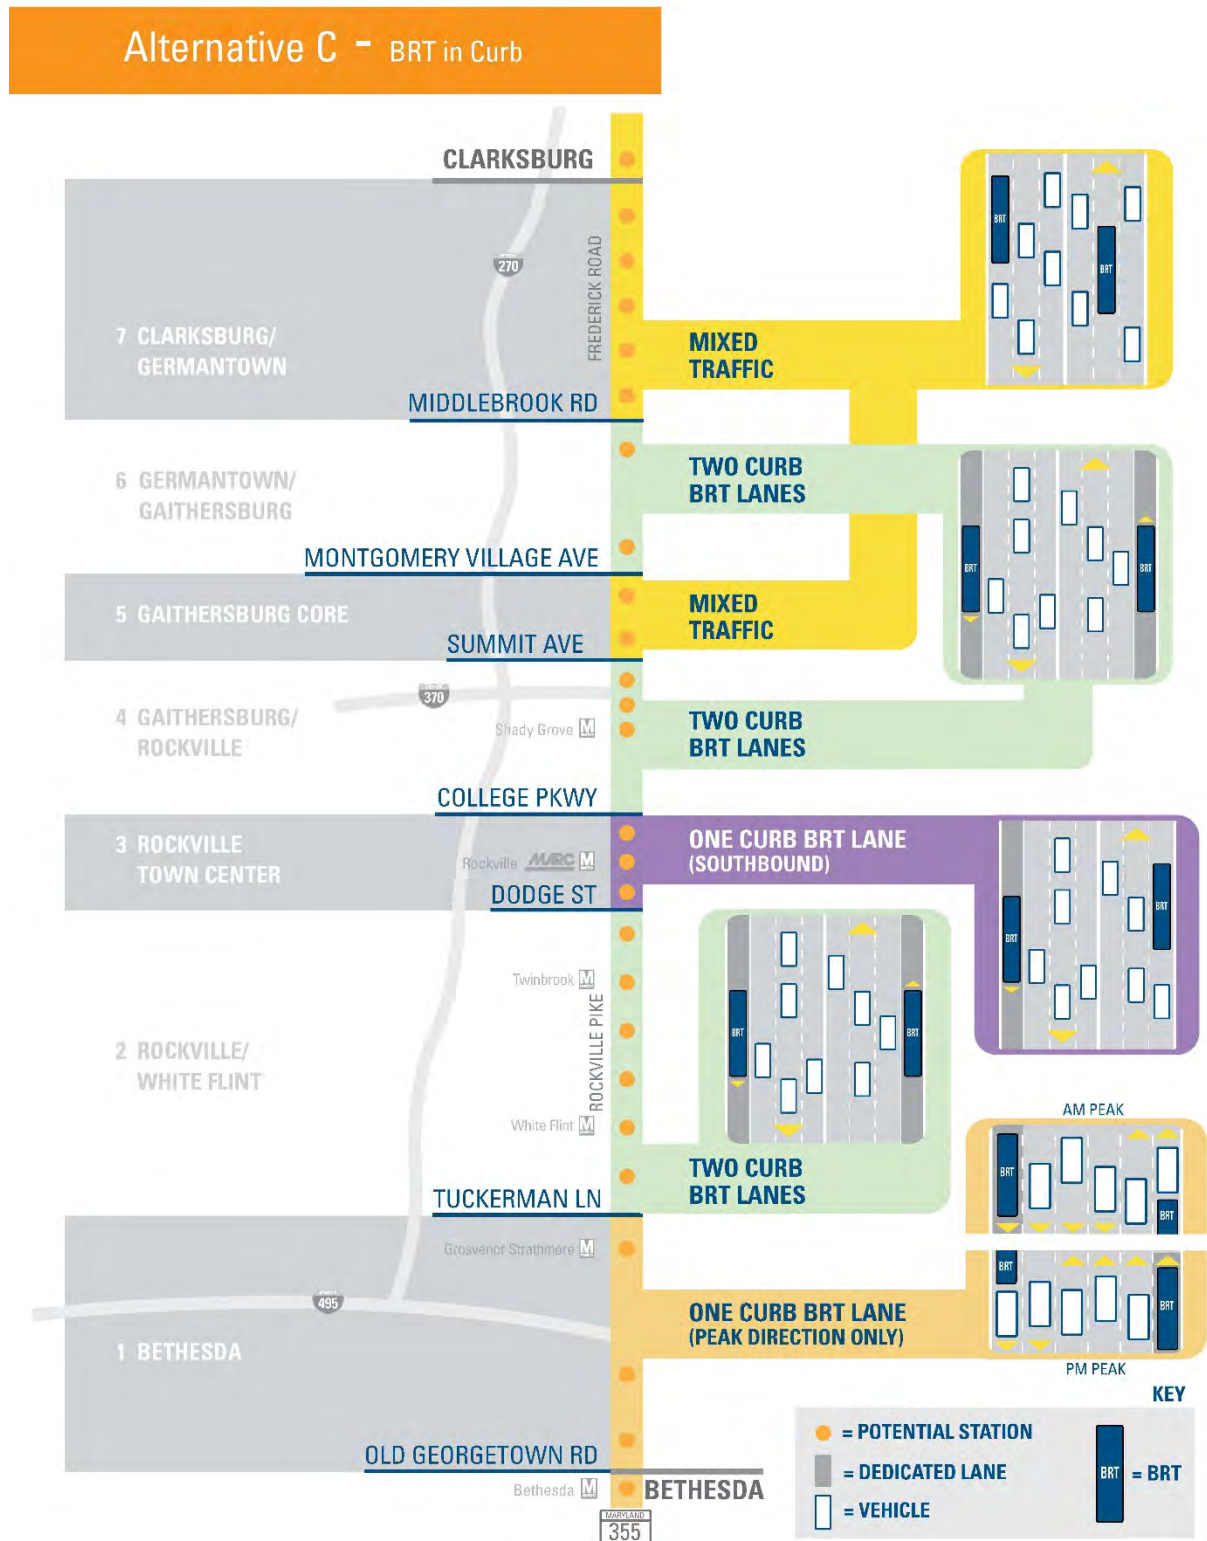 Alternative C - BRT in Curb
CLARKSBURG
FREDERICK ROAD
270
7 CLARKSBURG/
GERMANTOWN
MIXED
TRAFFIC
BRT
BRT
MIDDLEBROOK RD
6 GERMANTOWN/
GAITHERSBURG
TWO CURB
BRT LANES
BRT
BRT
MONTGOMERY VILLAGE AVE
5 GAITHERSBURG CORE
MIXED
TRAFFIC
SUMMIT AVE
370
4 GAITHERSBURG/
ROCKVILLE
Shady Grove M
TWO CURB
BRT LANES
COLLEGE PKWY
3 ROCKVILLE
TOWN CENTER
Rockville MARC M
ONE CURB BRT LANE
(SOUTHBOUND)
BRT
BRT
DODGE ST
Twinbrook M
ROCKVILLE PIKE
2 ROCKVILLE/
WHITE FLINT
BRT
BRT
White Flint M
TWO CURB
BRT LANES
TUCKERMAN LN
Grosvenor Strathmore M
495
1 BETHESDA
AM PEAK
BRT
BRT
BRT
BRT
ONE CURB BRT LANE
(PEAK DIRECTION ONLY)
PM PEAK
OLD GEORGETOWN RD
Bethesda M
BETHESDA
MARYLAND
355
KEY
= POTENTIAL STATION
= DEDICATED LANE
= VEHICLE
BRT = BRT